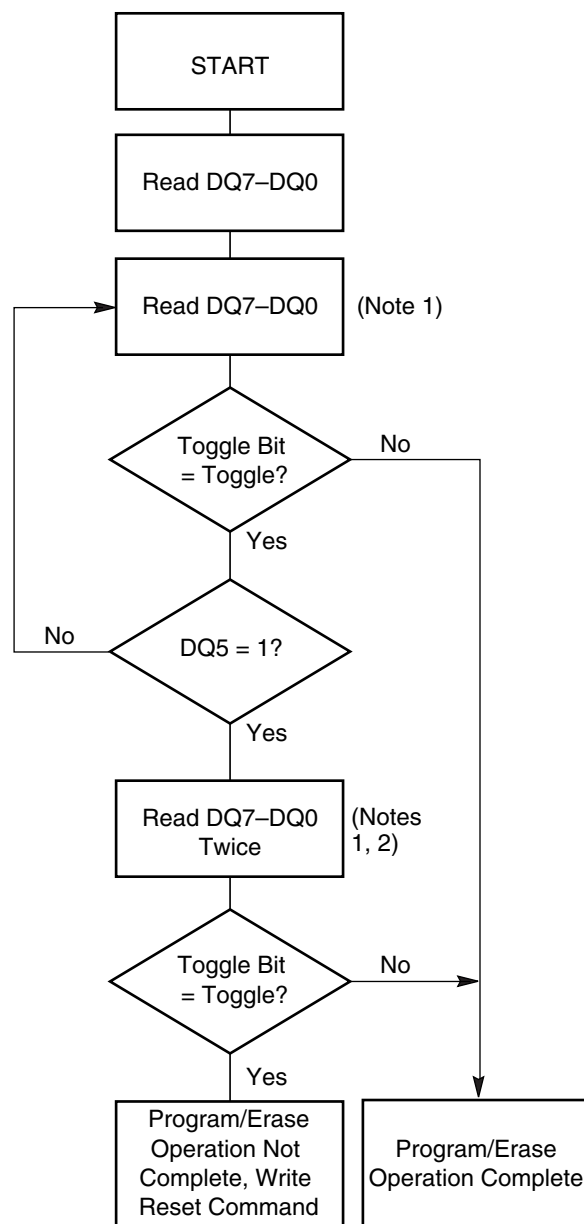 START
Read DQ7–DQ0
Read DQ7–DQ0
(Note 1)
Toggle Bit
= Toggle?
No
Yes
No
DQ5 = 1?
Yes
Read DQ7–DQ0
Twice
(Notes
1, 2)
Toggle Bit
= Toggle?
No
Yes
Program/Erase
Operation Not
Complete, Write
Reset Command
Program/Erase
Operation Complete